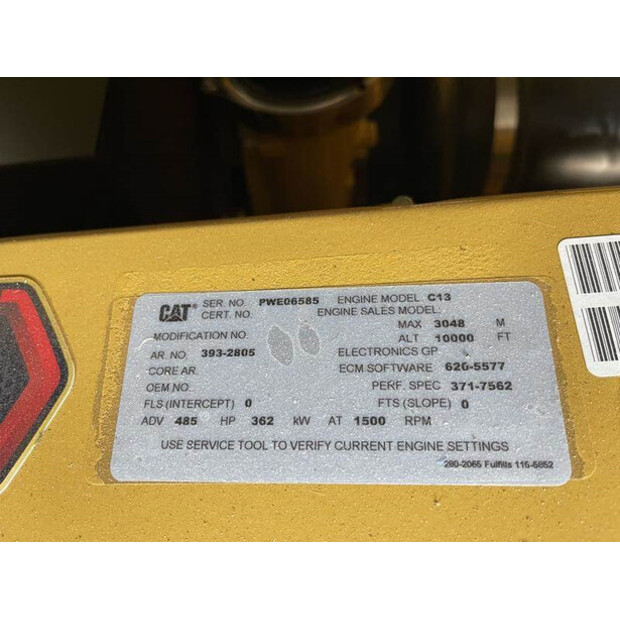 CAT® SER. NO. PWE06585 ENGINE MODEL C13
CERT. NO. ENGINE SALES MODEL:
MAX 3048 M
MODIFICATION NO. ALT 10000 FT
AR. NO. 393-2805 ELECTRONICS GP
CORE AR. ECM SOFTWARE 620-5577
OEM NO. PERF. SPEC 371-7562
FLS (INTERCEPT) 0 FTS (SLOPE) 0
ADV 485 HP 362 kW AT 1500 RPM
USE SERVICE TOOL TO VERIFY CURRENT ENGINE SETTINGS
280-2065 Fulfills 116-5852